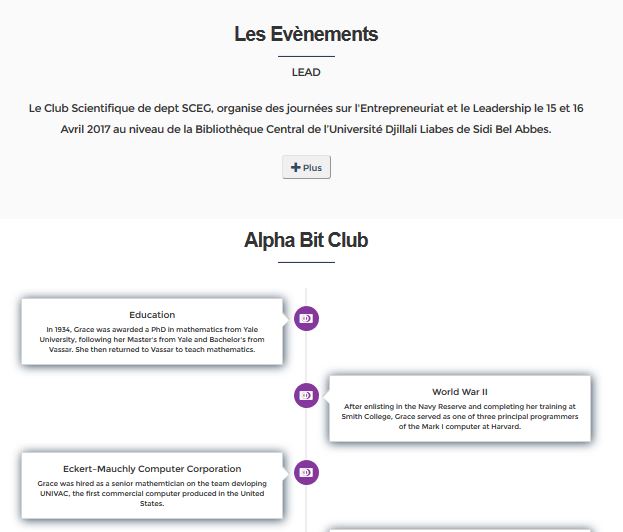 Les Evènements
LEAD
Le Club Scientifique de dept SCEG, organise des journées sur l'Entrepreneuriat et le Leadership le 15 et 16
Avril 2017 au niveau de la Bibliothèque Central de l'Université Djillali Liabes de Sidi Bel Abbes.
Plus
Alpha Bit Club
Education
In 1934, Grace was awarded a PhD in mathematics from Yale
University, following her Master's from Yale and Bachelor's from
Vassar. She then returned to Vassar to teach mathematics.
World War II
After enlisting in the Navy Reserve and completing her training at
Smith College, Grace served as one of three principal programmers
of the Mark I computer at Harvard.
Eckert–Mauchly Computer Corporation
Grace was hired as a senior mathemtician on the team devloping
UNIVAC, the first commercial computer produced in the United
States.